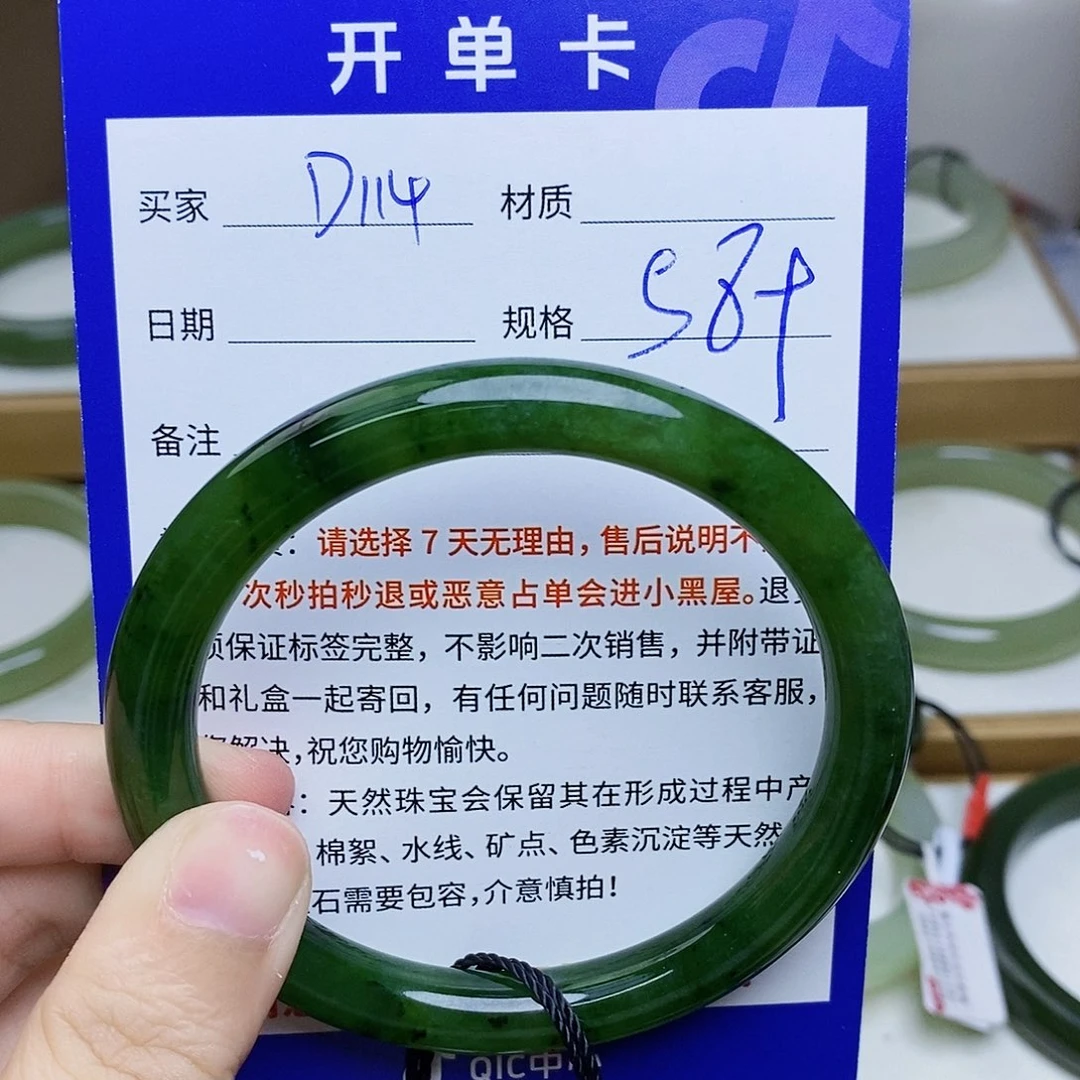 开单卡
买家 D114 材质
日期 规格 58+
备注
：请选择 7 天无理由，售后说明不
次秒拍秒退或恶意占单会进小黑屋。退
保证标签完整，不影响二次销售，并附带证
和礼盒一起寄回，有任何问题随时联系客服，
解决，祝您购物愉快。
：天然珠宝会保留其在形成过程中产
棉絮、水线、矿点、色素沉淀等天然
石需要包容，介意慎拍！
QIC中